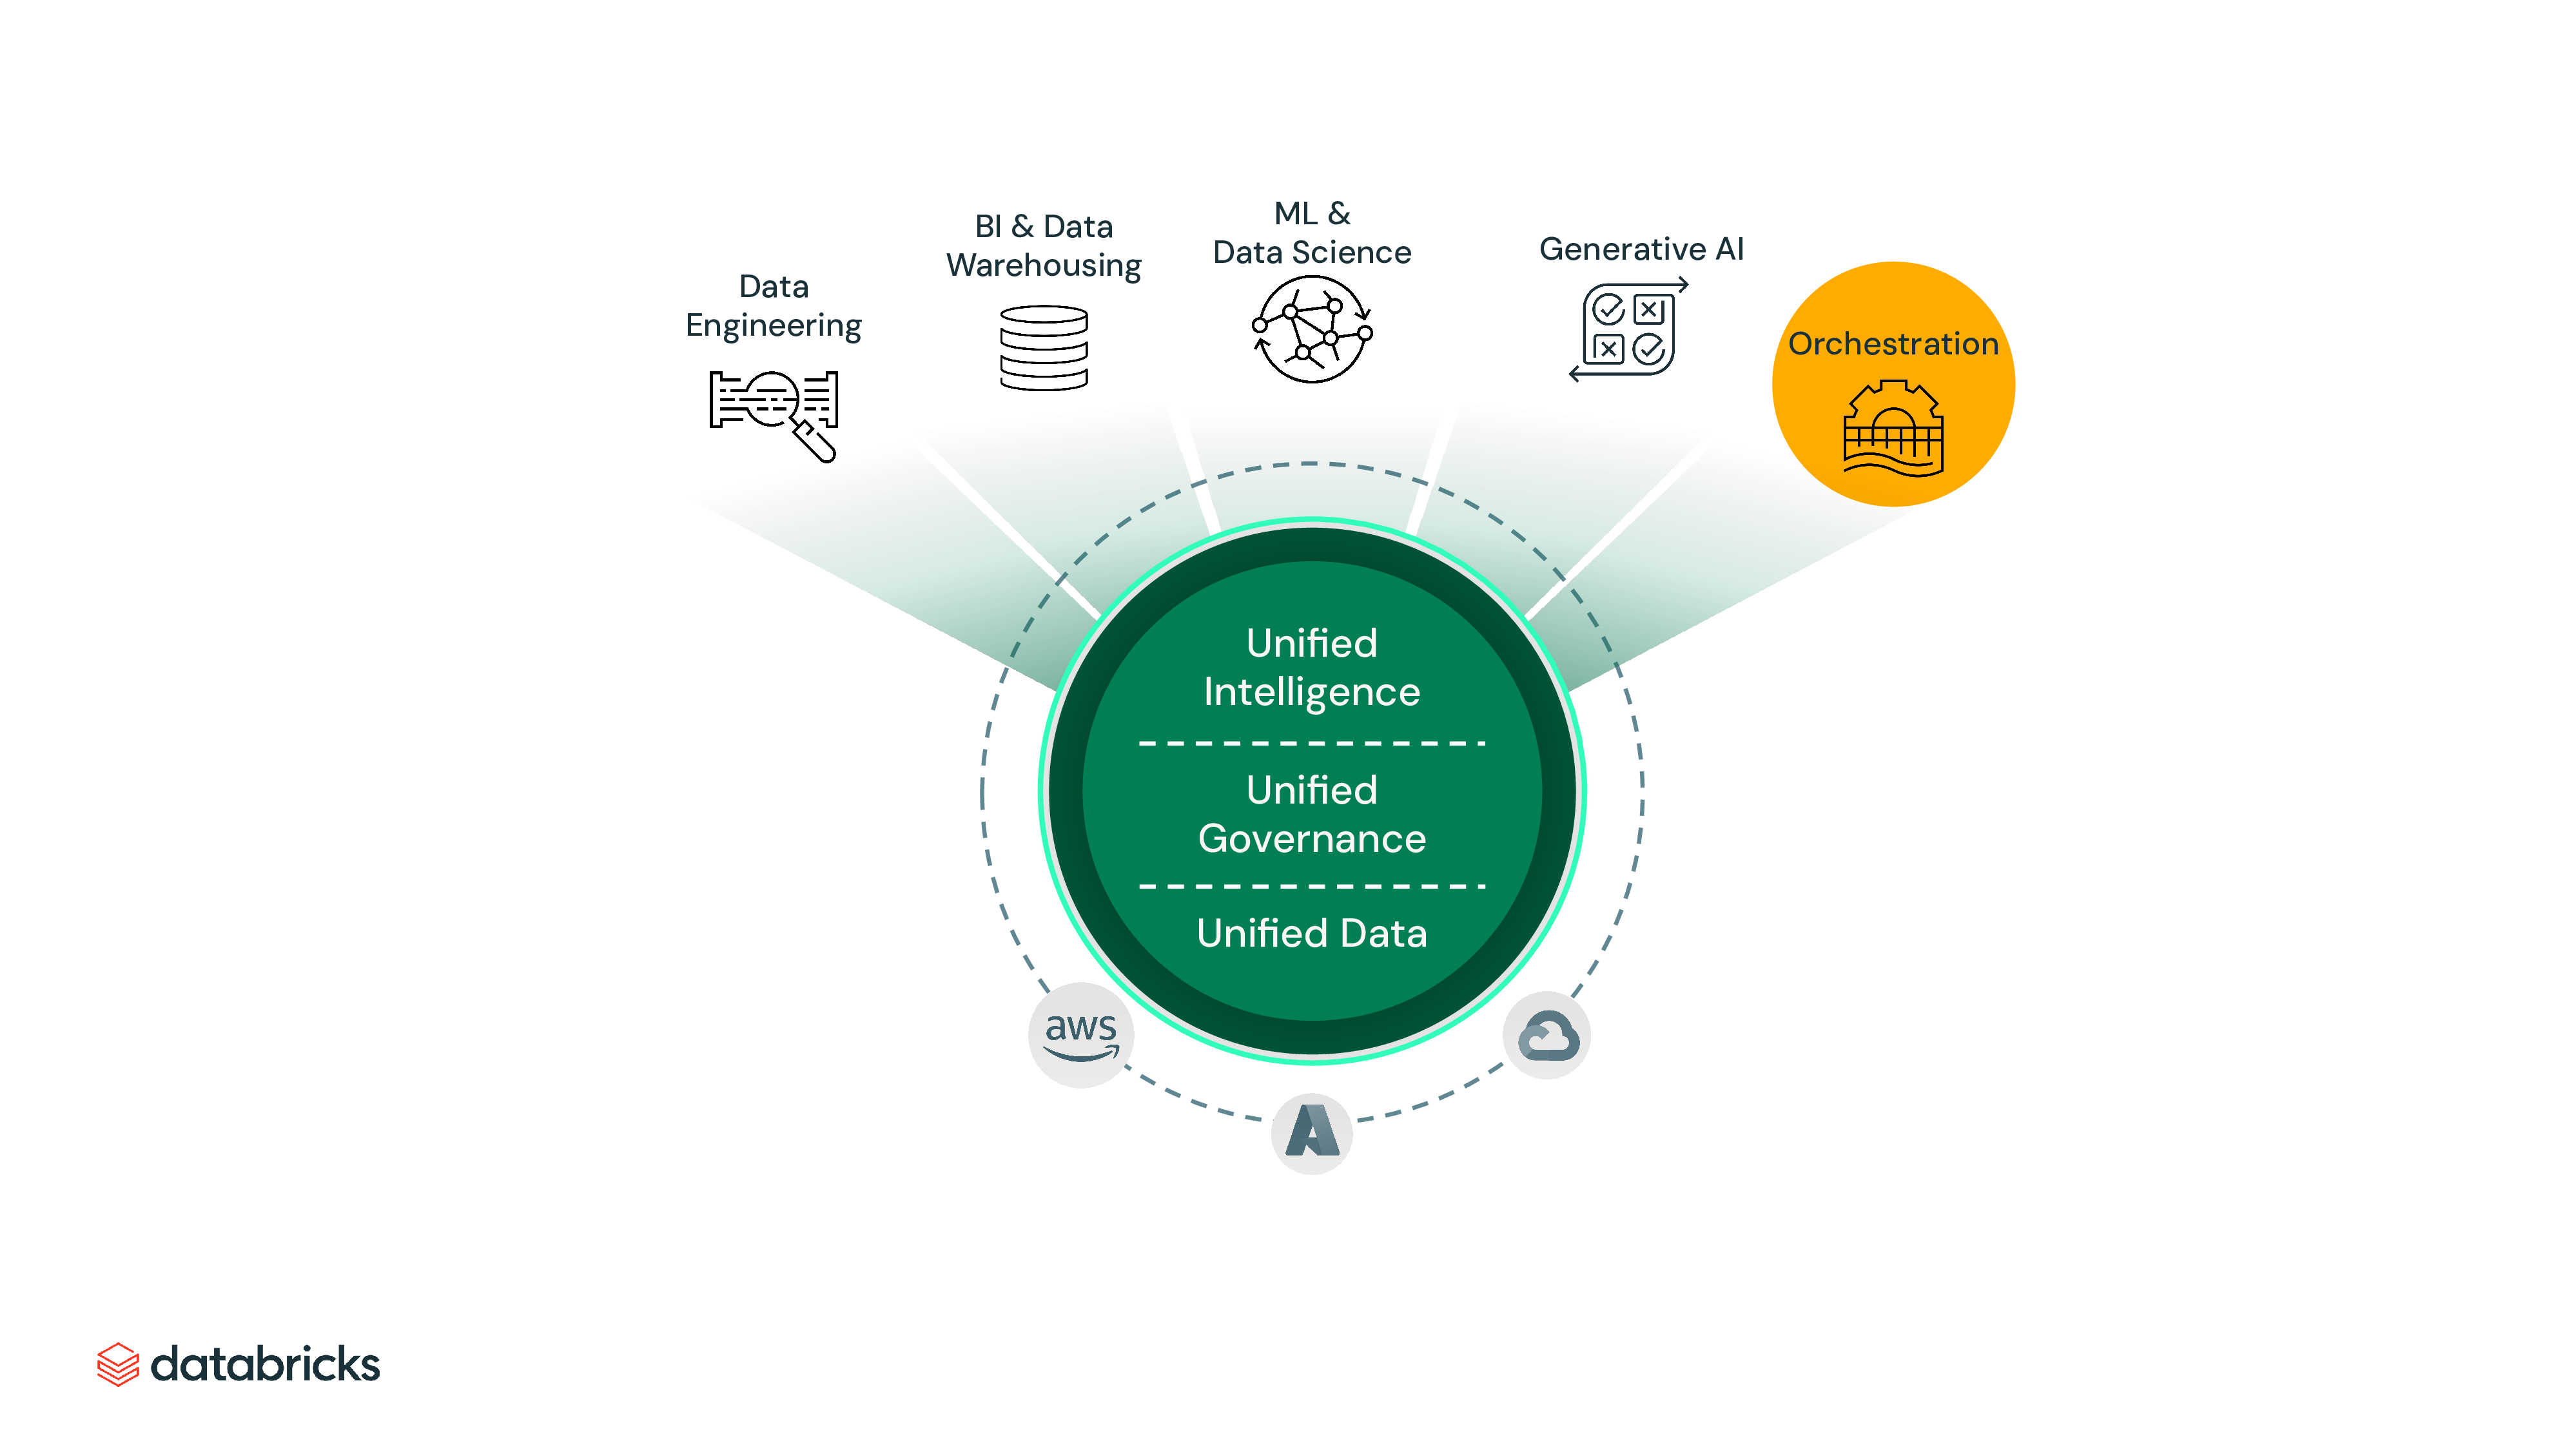 ML &
Data Science
BI & Data
Warehousing
Generative AI
Data
Engineering
Orchestration
Unified
Intelligence
Unified
Governance
Unified Data
aws
databricks